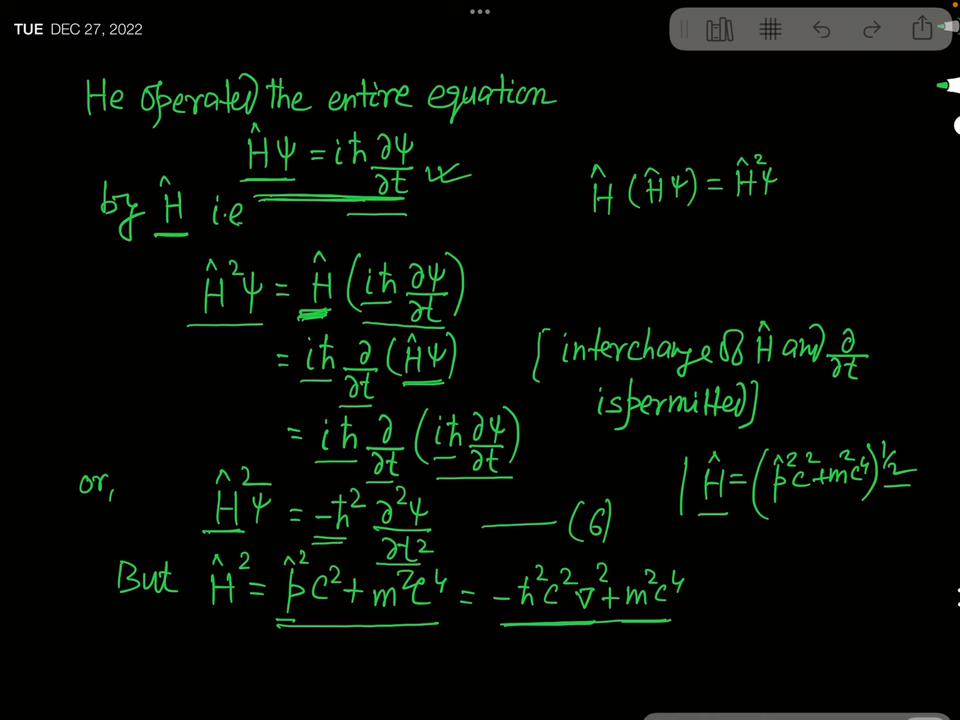 TUE DEC 27, 2022
He operated the entire equation
Ĥψ = iħ ∂ψ/∂t
by Ĥ i.e
Ĥ(Ĥψ) = Ĥ²ψ
Ĥ²ψ = Ĥ(iħ ∂ψ/∂t)
= iħ ∂/∂t (Ĥψ) [interchange of Ĥ and ∂/∂t
is permitted]
= iħ ∂/∂t (iħ ∂ψ/∂t)
| Ĥ = (p̂²c² + m²c⁴)^1/2
or, Ĥ²ψ = -ħ² ∂²ψ/∂t² —— (6)
But Ĥ² = p̂²c² + m²c⁴ = -ħ²c²∇² + m²c⁴